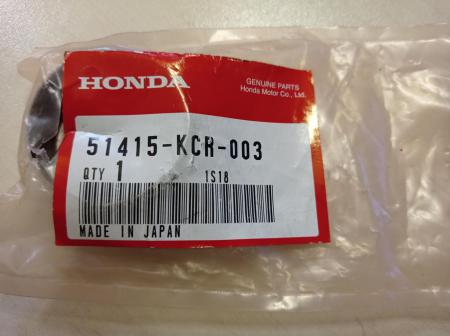 HONDA
GENUINE PARTS
Honda Motor Co., Ltd.
51415-KCR-003
QTY 1 1S18
MADE IN JAPAN